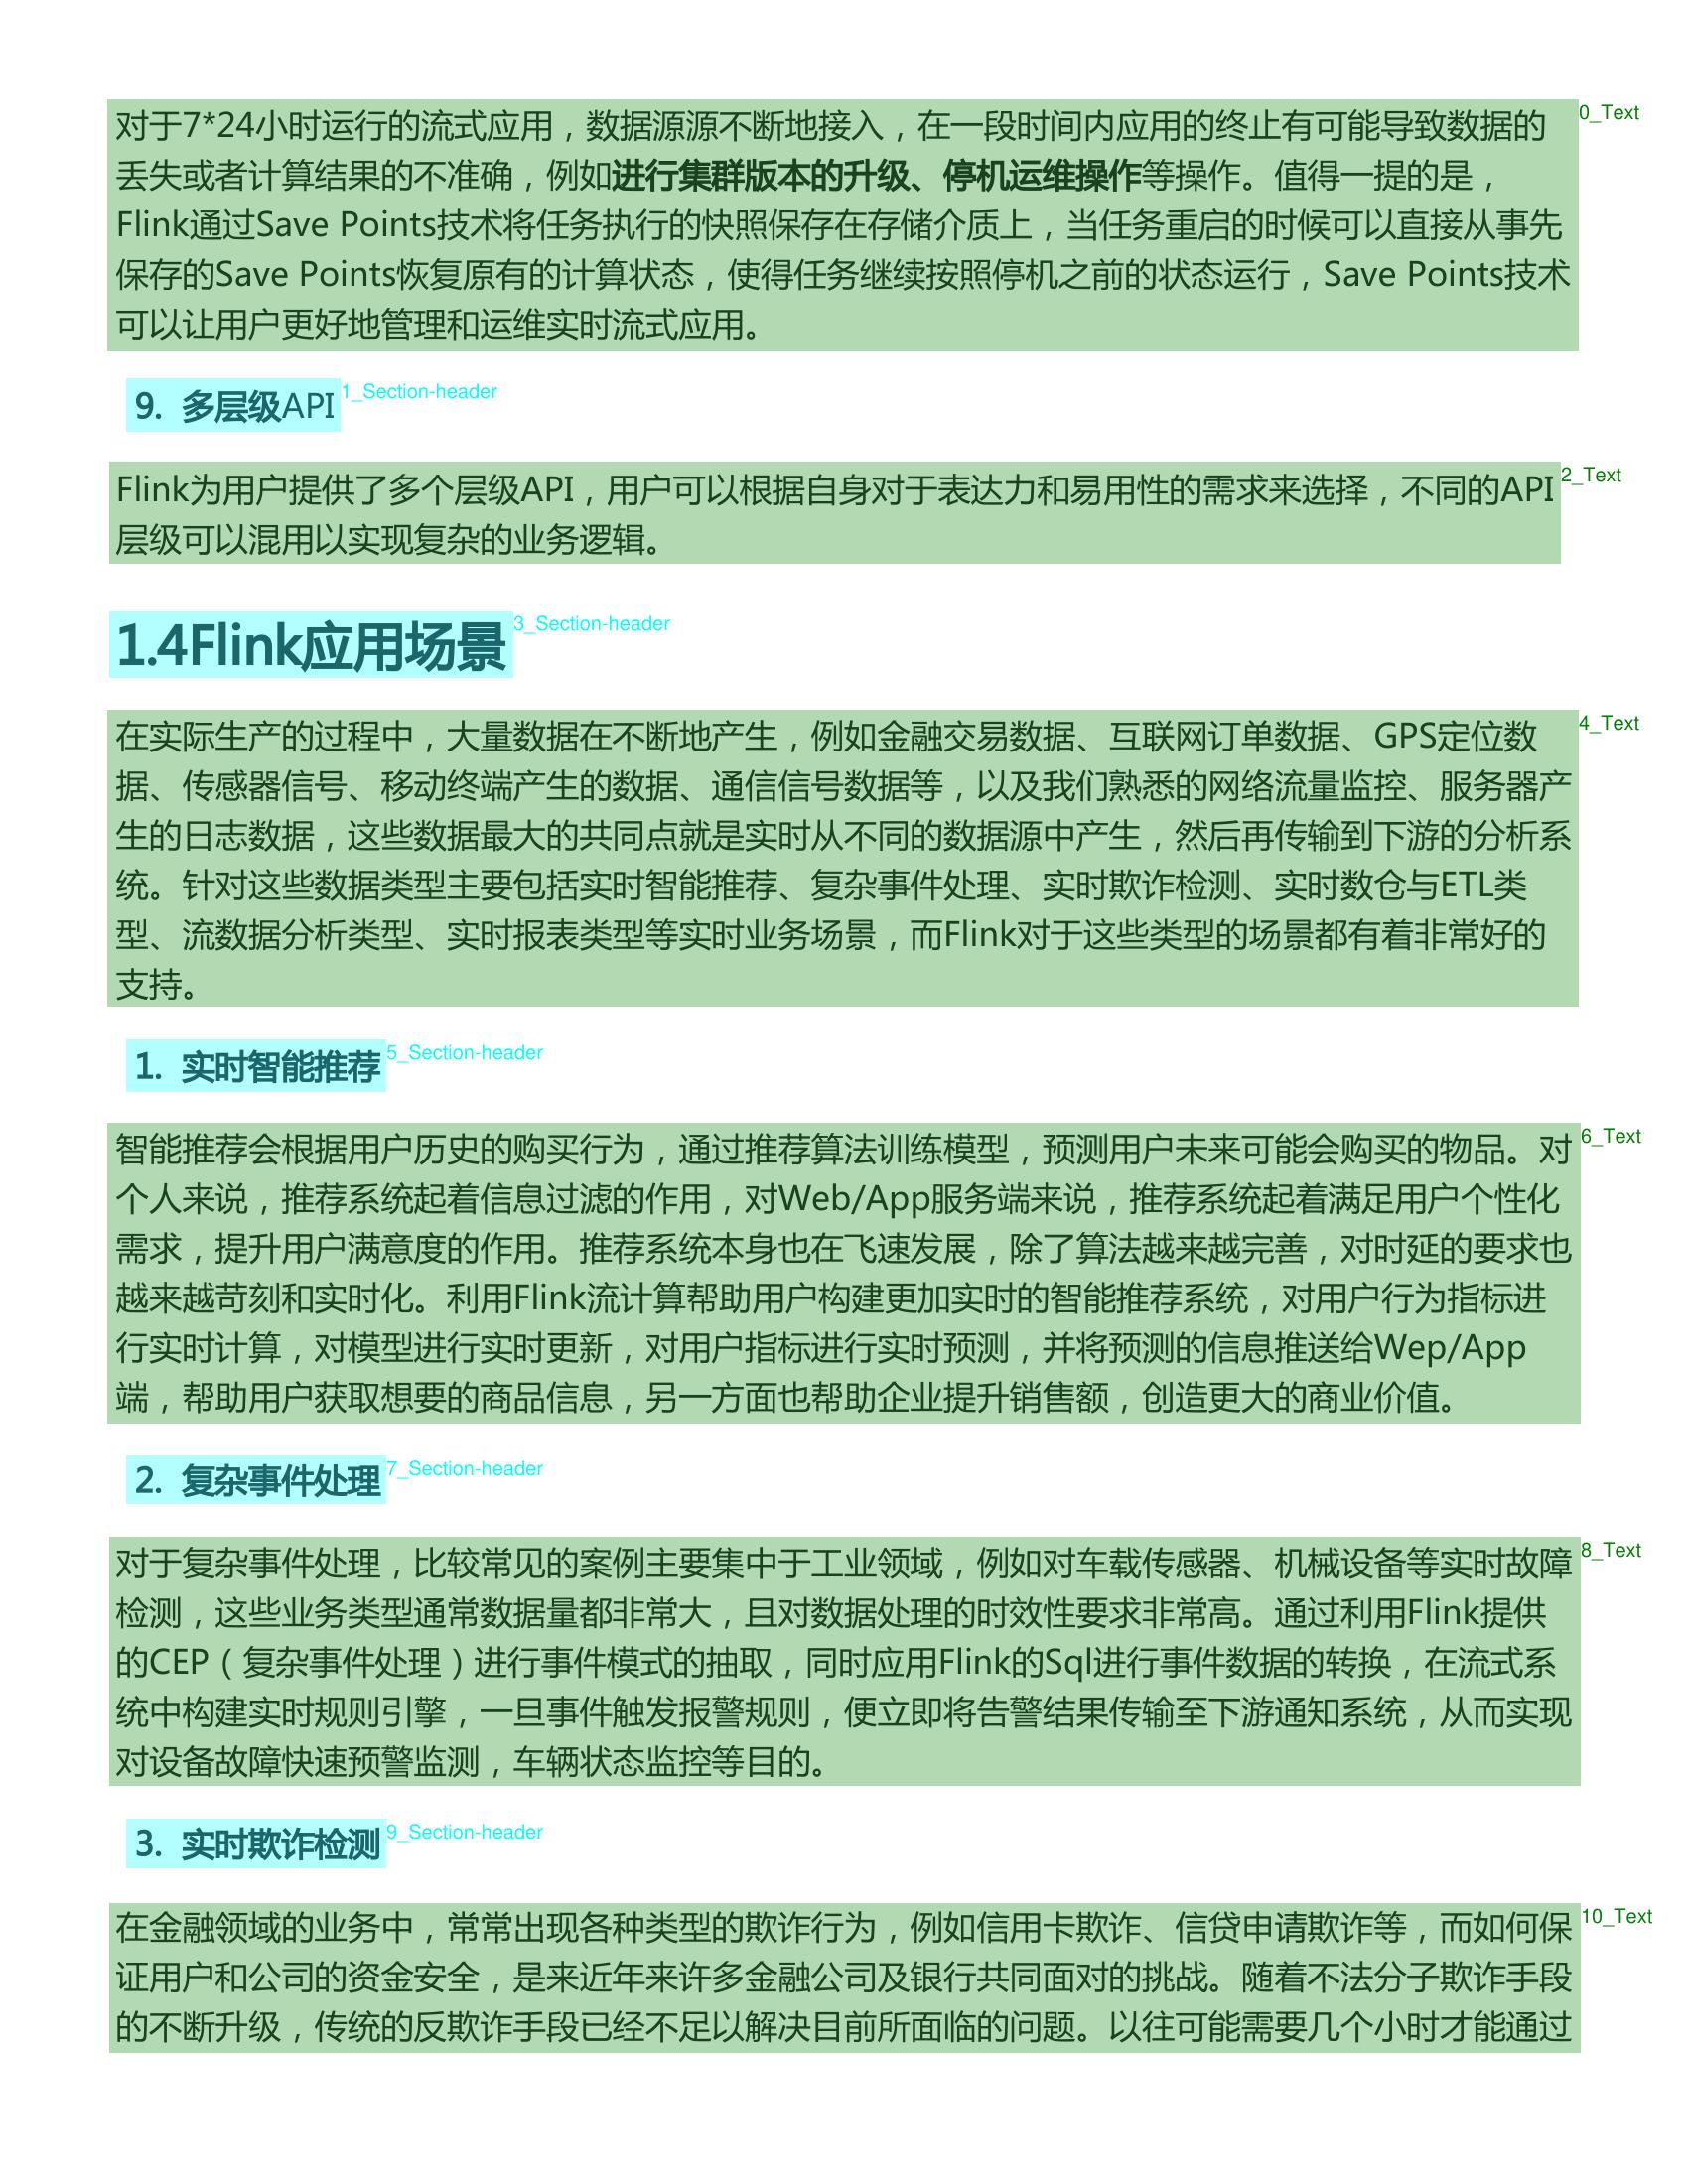 对于7*24小时运行的流式应用，数据源源不断地接入，在一段时间内应用的终止有可能导致数据的 0_Text
丢失或者计算结果的不准确，例如进行集群版本的升级、停机运维操作等操作。值得一提的是，
Flink通过Save Points技术将任务执行的快照保存在存储介质上，当任务重启的时候可以直接从事先
保存的Save Points恢复原有的计算状态，使得任务继续按照停机之前的状态运行，Save Points技术
可以让用户更好地管理和运维实时流式应用。
9. 多层级API 1_Section-header
Flink为用户提供了多个层级API，用户可以根据自身对于表达力和易用性的需求来选择，不同的API 2_Text
层级可以混用以实现复杂的业务逻辑。
1.4Flink应用场景 3_Section-header
在实际生产的过程中，大量数据在不断地产生，例如金融交易数据、互联网订单数据、GPS定位数 4_Text
据、传感器信号、移动终端产生的数据、通信信号数据等，以及我们熟悉的网络流量监控、服务器产
生的日志数据，这些数据最大的共同点就是实时从不同的数据源中产生，然后再传输到下游的分析系
统。针对这些数据类型主要包括实时智能推荐、复杂事件处理、实时欺诈检测、实时数仓与ETL类
型、流数据分析类型、实时报表类型等实时业务场景，而Flink对于这些类型的场景都有着非常好的
支持。
1. 实时智能推荐 5_Section-header
智能推荐会根据用户历史的购买行为，通过推荐算法训练模型，预测用户未来可能会购买的物品。对 6_Text
个人来说，推荐系统起着信息过滤的作用，对Web/App服务端来说，推荐系统起着满足用户个性化
需求，提升用户满意度的作用。推荐系统本身也在飞速发展，除了算法越来越完善，对时延的要求也
越来越苛刻和实时化。利用Flink流计算帮助用户构建更加实时的智能推荐系统，对用户行为指标进
行实时计算，对模型进行实时更新，对用户指标进行实时预测，并将预测的信息推送给Wep/App
端，帮助用户获取想要的商品信息，另一方面也帮助企业提升销售额，创造更大的商业价值。
2. 复杂事件处理 7_Section-header
对于复杂事件处理，比较常见的案例主要集中于工业领域，例如对车载传感器、机械设备等实时故障 8_Text
检测，这些业务类型通常数据量都非常大，且对数据处理的时效性要求非常高。通过利用Flink提供
的CEP（复杂事件处理）进行事件模式的抽取，同时应用Flink的Sql进行事件数据的转换，在流式系
统中构建实时规则引擎，一旦事件触发报警规则，便立即将告警结果传输至下游通知系统，从而实现
对设备故障快速预警监测，车辆状态监控等目的。
3. 实时欺诈检测 9_Section-header
在金融领域的业务中，常常出现各种类型的欺诈行为，例如信用卡欺诈、信贷申请欺诈等，而如何保 10_Text
证用户和公司的资金安全，是来近年来许多金融公司及银行共同面对的挑战。随着不法分子欺诈手段
的不断升级，传统的反欺诈手段已经不足以解决目前所面临的问题。以往可能需要几个小时才能通过